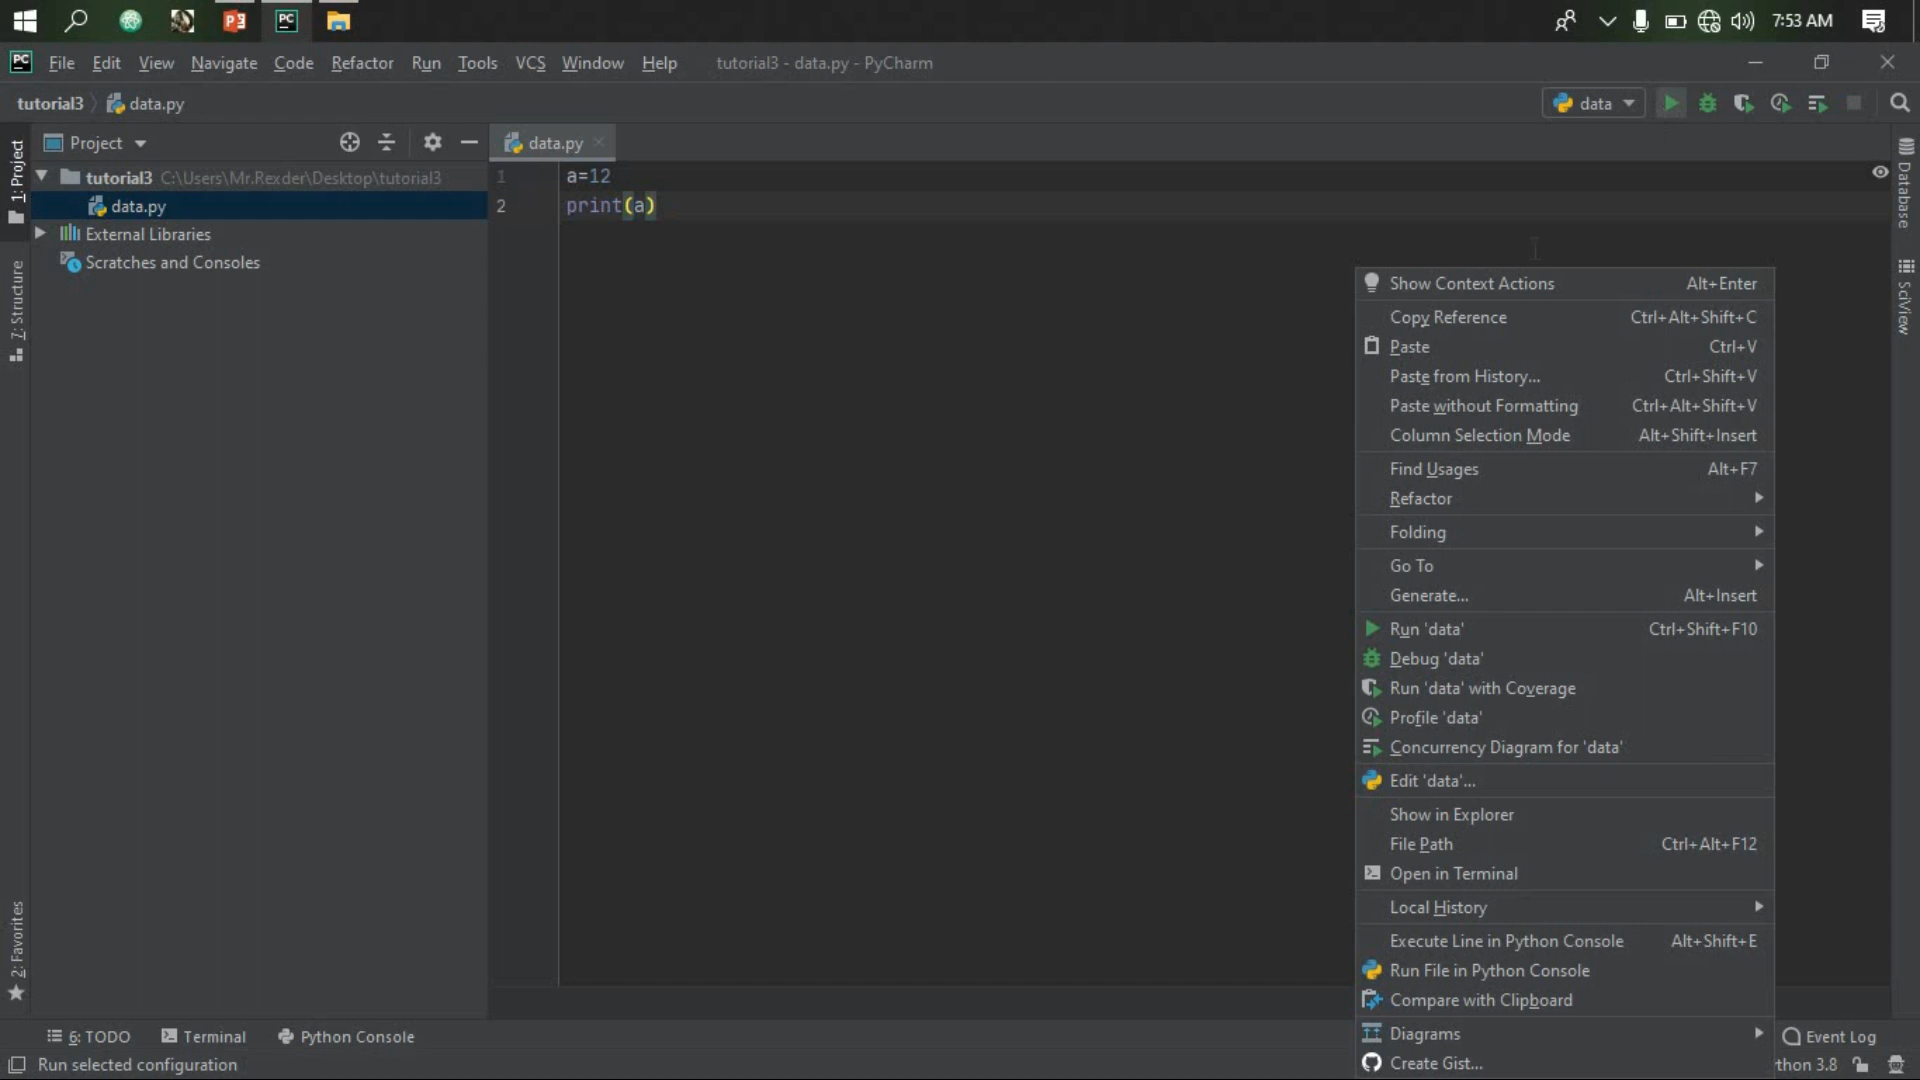 7:53 AM
File Edit View Navigate Code Refactor Run Tools VCS Window Help tutorial3 - data.py - PyCharm
tutorial3 data.py
data
1: Project
7: Structure
2: Favorites
Project
tutorial3 C:\Users\Mr.Rexder\Desktop\tutorial3
data.py
External Libraries
Scratches and Consoles
data.py
1 a=12
2 print(a)
Show Context Actions Alt+Enter
Copy Reference Ctrl+Alt+Shift+C
Paste Ctrl+V
Paste from History... Ctrl+Shift+V
Paste without Formatting Ctrl+Alt+Shift+V
Column Selection Mode Alt+Shift+Insert
Find Usages Alt+F7
Refactor
Folding
Go To
Generate... Alt+Insert
Run 'data' Ctrl+Shift+F10
Debug 'data'
Run 'data' with Coverage
Profile 'data'
Concurrency Diagram for 'data'
Edit 'data'...
Show in Explorer
File Path Ctrl+Alt+F12
Open in Terminal
Local History
Execute Line in Python Console Alt+Shift+E
Run File in Python Console
Compare with Clipboard
Diagrams
Create Gist...
Database
SciView
6: TODO Terminal Python Console Event Log
Run selected configuration thon 3.8